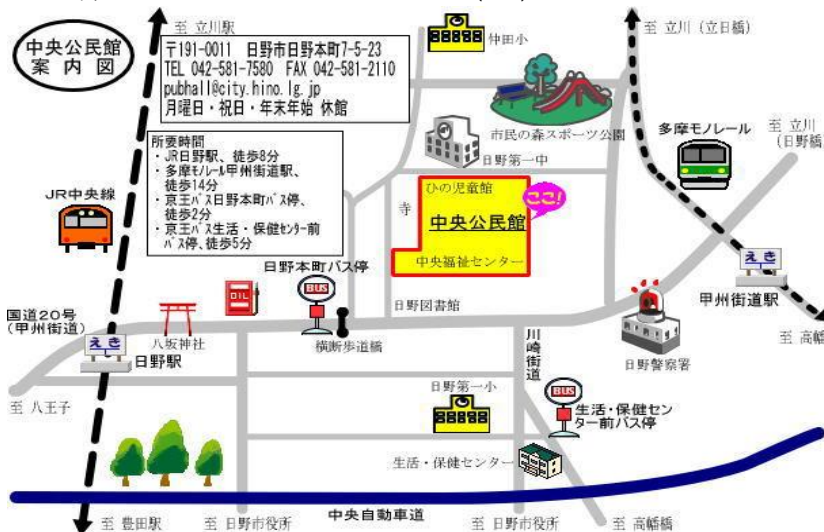 中央公民館
案内図
至 立川駅
〒191-0011 日野市日野本町7-5-23
TEL 042-581-7580 FAX 042-581-2110
pubhall@city.hino.lg.jp
月曜日・祝日・年末年始 休館
所要時間
・JR日野駅、徒歩8分
・多摩モノレール甲州街道駅、
徒歩14分
・京王バス日野本町バス停、
徒歩2分
・京王バス生活・保健センター前
バス停、徒歩5分
仲田小
至 立川(立日橋)
市民の森スポーツ公園
多摩モノレール
至 立川
(日野橋)
日野第一中
JR中央線
ひの児童館
寺
中央公民館
ここ!
中央福祉センター
えき
甲州街道駅
日野本町バス停
BUS
OIL
日野図書館
国道20号
(甲州街道)
八坂神社
横断歩道橋
川崎街道
日野警察署
至 高幡
えき
日野駅
至 八王子
日野第一小
BUS
生活・保健セン
ター前バス停
生活・保健センター
中央自動車道
至 豊田駅
至 日野市役所
至 日野市役所
至 高幡橋